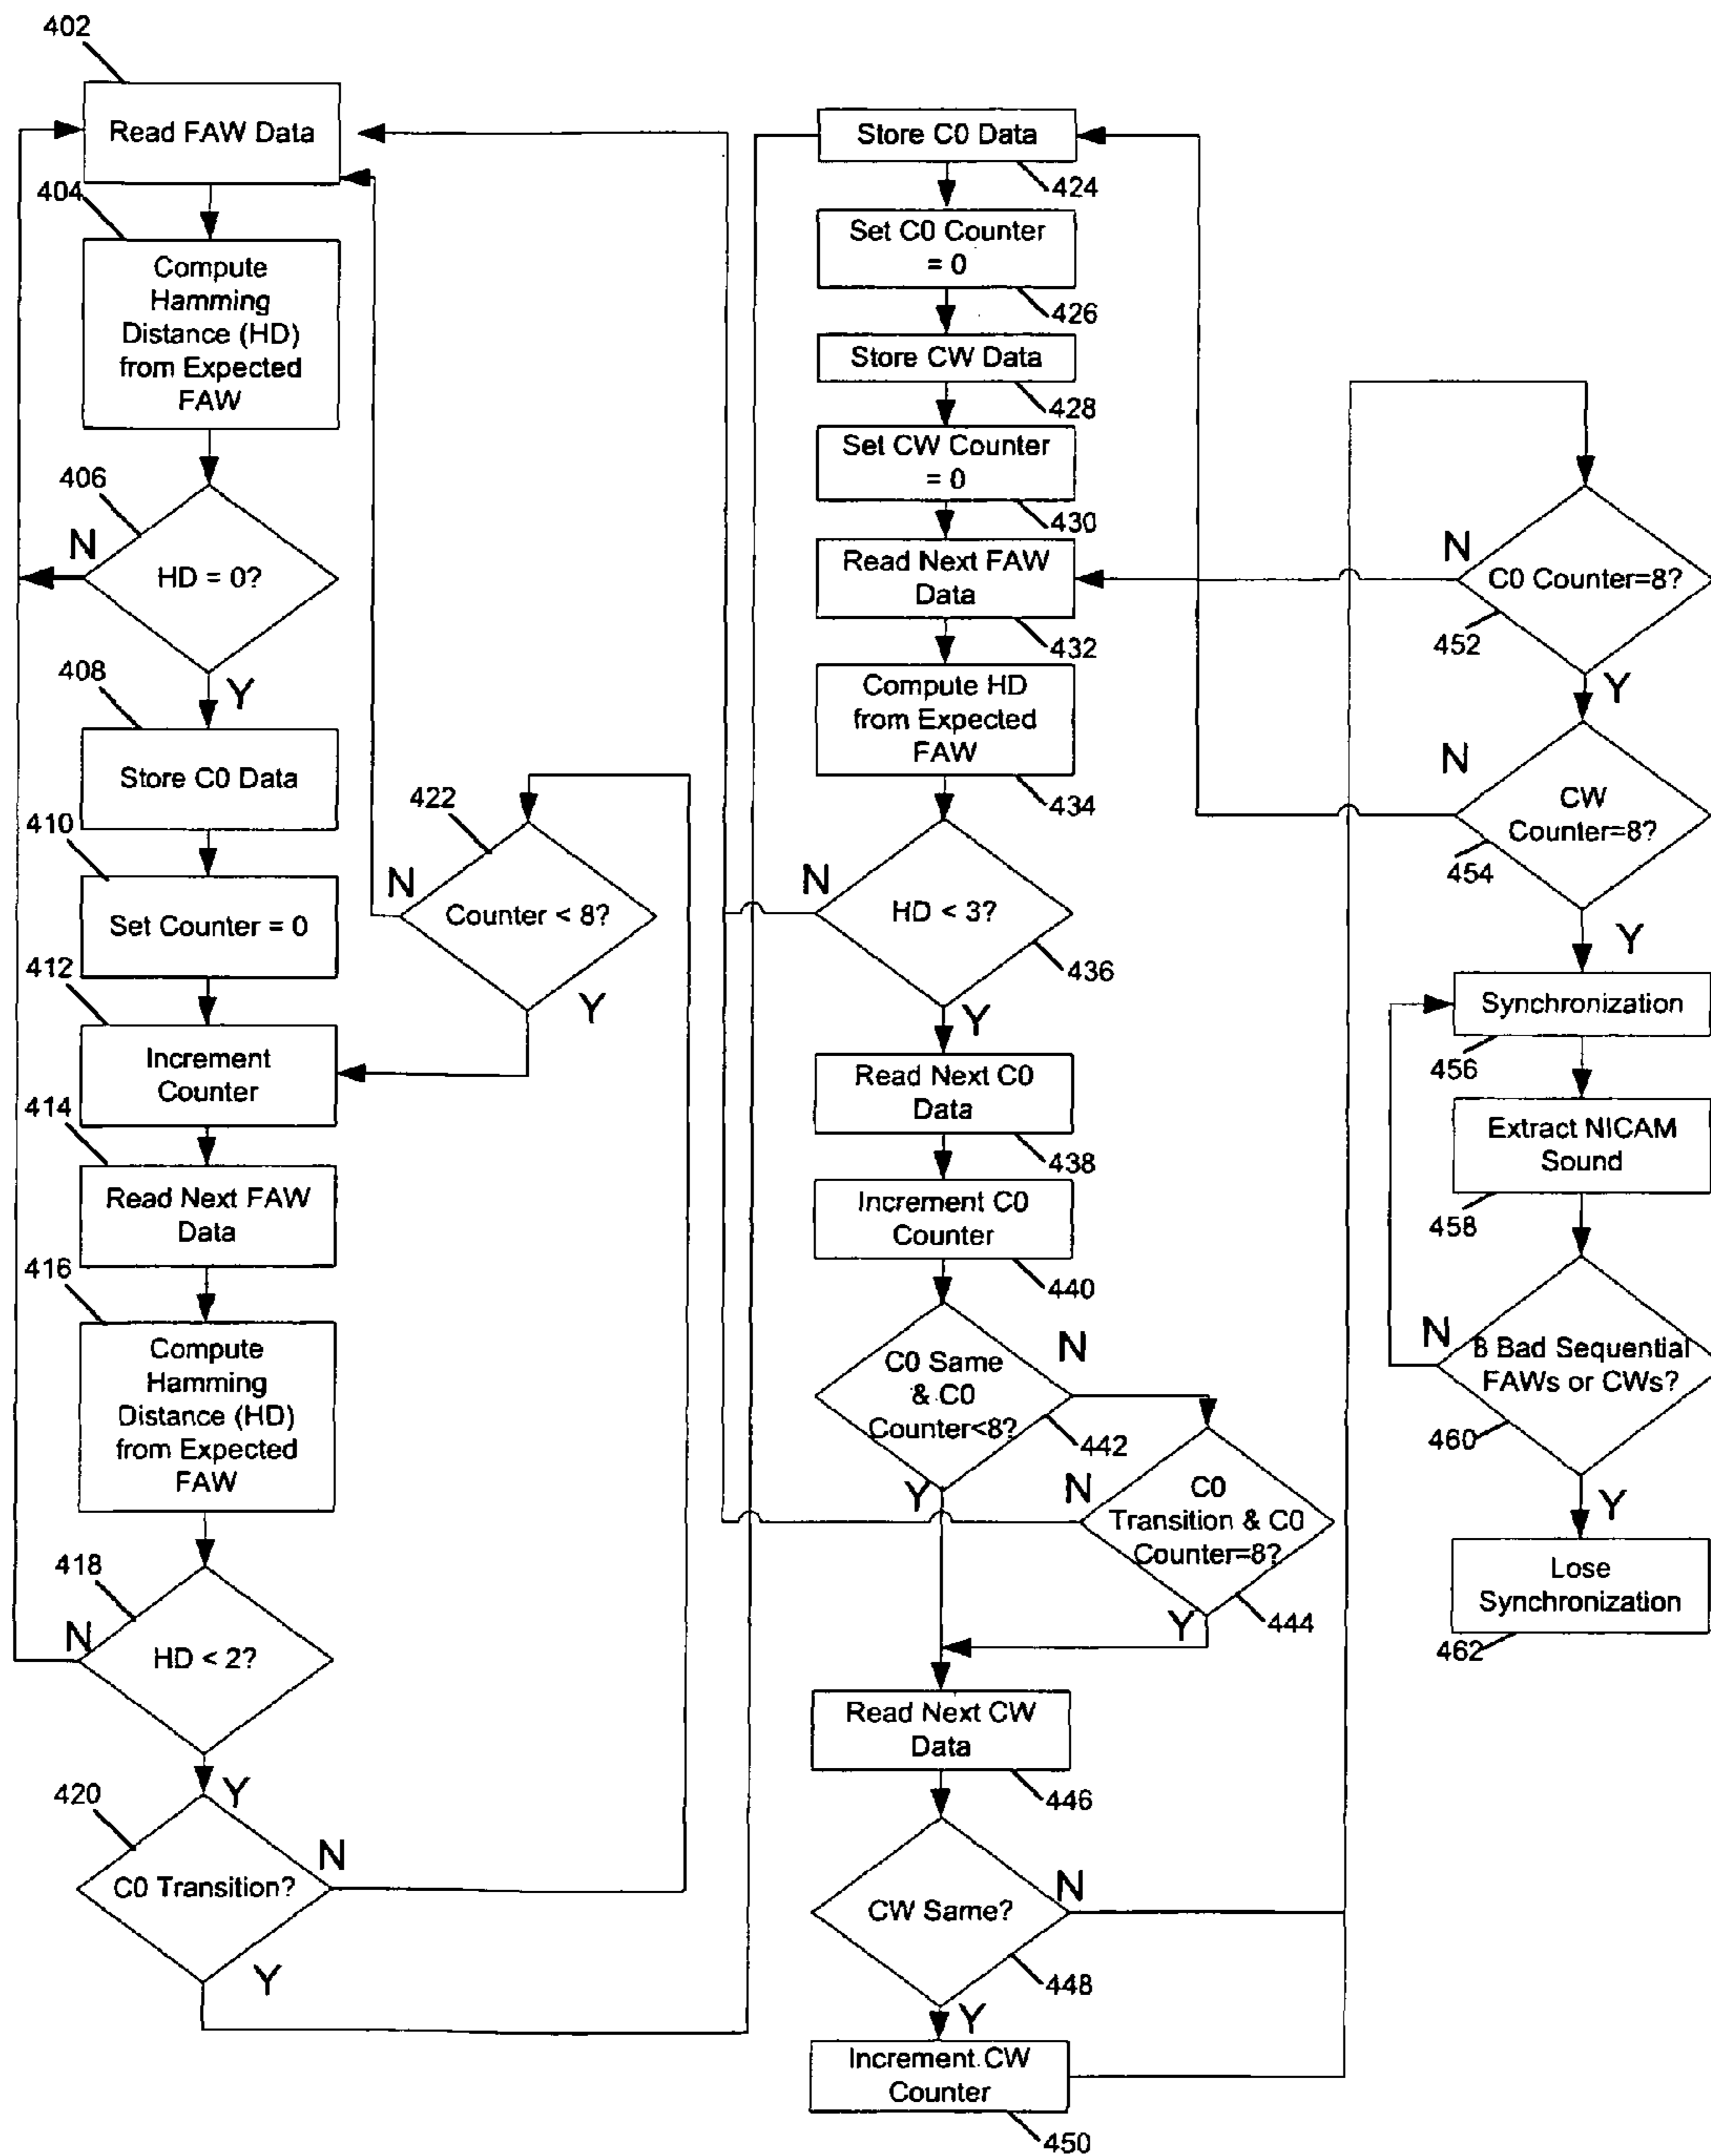 402
Read FAW Data
404
Compute
Hamming
Distance (HD)
from Expected
FAW
406
N
HD = 0?
Y
408
Store C0 Data
410
Set Counter = 0
412
Increment
Counter
414
Read Next FAW
Data
416
Compute
Hamming
Distance (HD)
from Expected
FAW
418
N
HD < 2?
Y
420
N
C0 Transition?
Y
422
N
Counter < 8?
Y
Store C0 Data
424
Set C0 Counter
= 0
426
Store CW Data
428
Set CW Counter
= 0
430
Read Next FAW
Data
432
Compute HD
from Expected
FAW
434
N
HD < 3?
436
Y
Read Next C0
Data
438
Increment C0
Counter
440
N
C0 Same
& C0
Counter<8?
442
Y
N
C0
Transition & C0
Counter=8?
444
Y
Read Next CW
Data
446
N
CW Same?
448
Y
Increment CW
Counter
450
N
C0 Counter=8?
452
Y
N
CW
Counter=8?
454
Y
Synchronization
456
Extract NICAM
Sound
458
N
8 Bad Sequential
FAWs or CWs?
460
Y
Lose
Synchronization
462